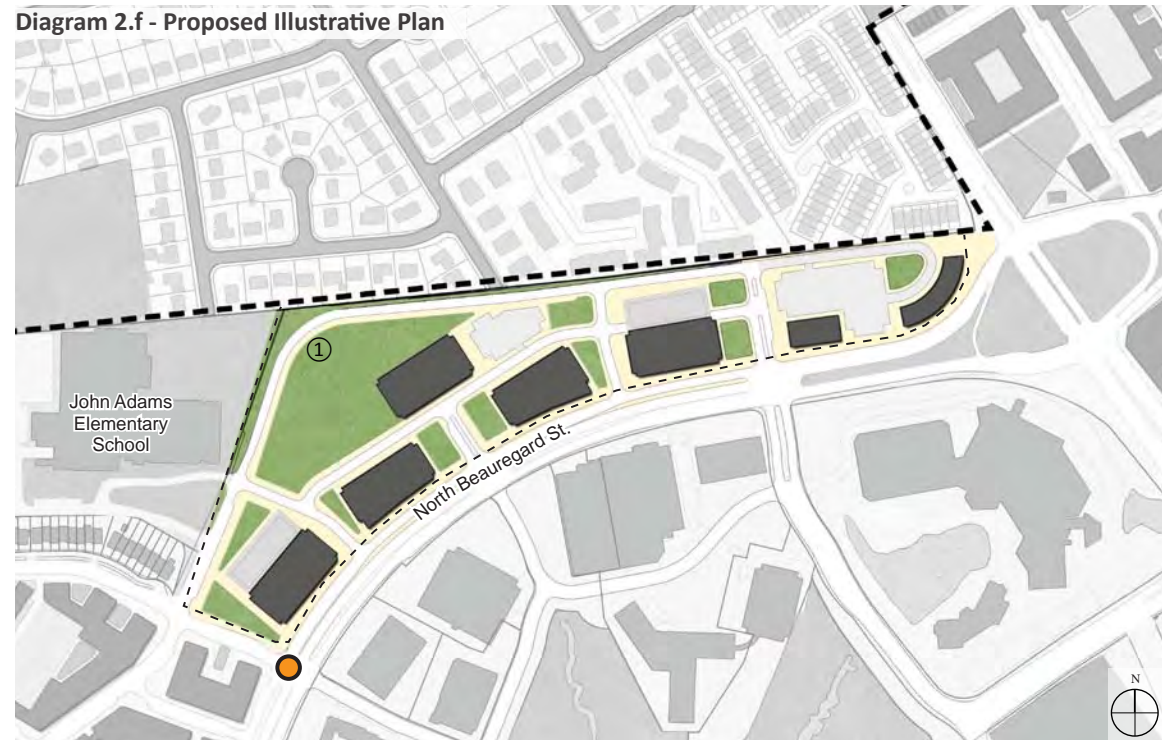 Diagram 2.f - Proposed Illustrative Plan
①
John Adams
Elementary
School
North Beauregard St.
N